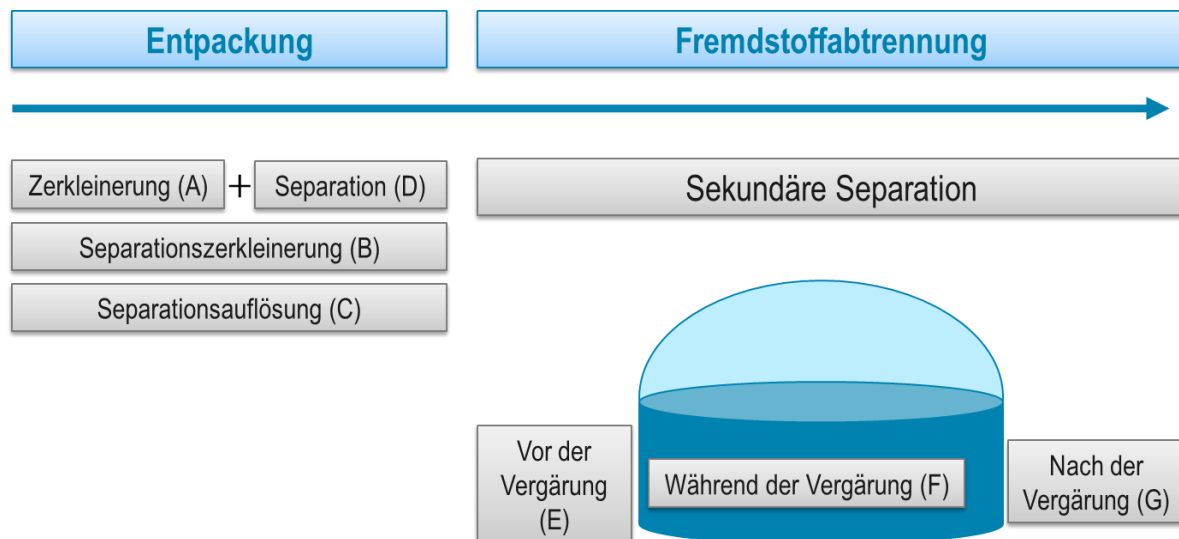 Entpackung
Fremdstoffabtrennung
Zerkleinerung (A) + Separation (D)
Separationszerkleinerung (B)
Separationsauflösung (C)
Sekundäre Separation
Vor der
Vergärung
(E)
Während der Vergärung (F)
Nach der
Vergärung (G)